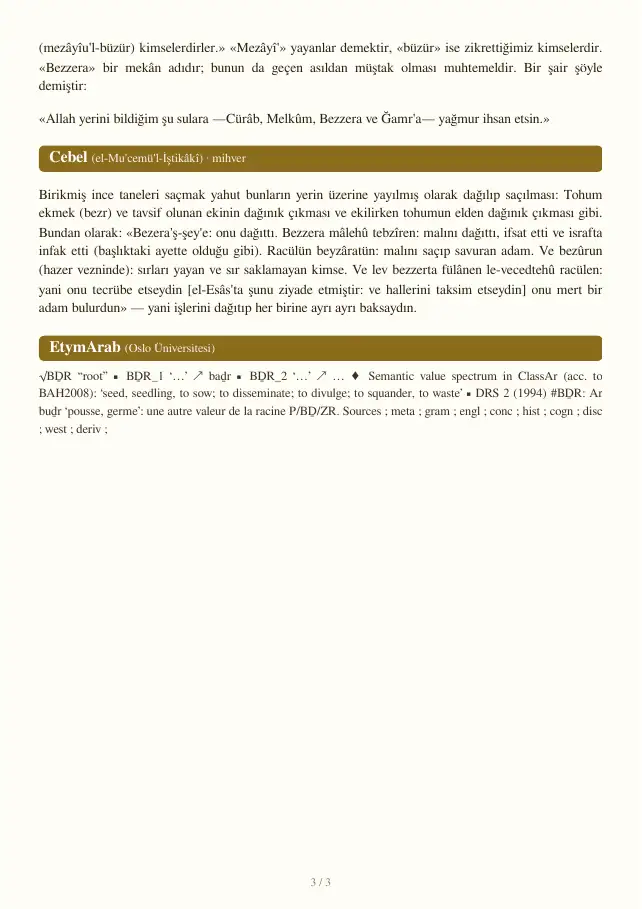 (mezâyîu'l-büzür) kimselerdirler.» «Mezâyî'» yayanlar demektir, «büzür» ise zikrettiğimiz kimselerdir.
«Bezzera» bir mekân adıdır; bunun da geçen asıldan müştak olması muhtemeldir. Bir şair şöyle
demiştir:
«Allah yerini bildiğim şu sulara —Cürâb, Melkûm, Bezzera ve Ğamr'a— yağmur ihsan etsin.»
Cebel (el-Mu'cemü'l-İştikâkî) · mihver
Birikmiş ince taneleri saçmak yahut bunların yerin üzerine yayılmış olarak dağılıp saçılması: Tohum
ekmek (bezr) ve tavsif olunan ekinin dağınık çıkması ve ekilirken tohumun elden dağınık çıkması gibi.
Bundan olarak: «Bezera'ş-şey'e: onu dağıttı. Bezzera mâlehû tebzîren: malını dağıttı, ifsat etti ve israfta
infak etti (başlıktaki ayette olduğu gibi). Racülün beyzâratün: malını saçıp savuran adam. Ve bezûrun
(hazer vezninde): sırları yayan ve sır saklamayan kimse. Ve lev bezzerta fülânen le-vecedtehû racülen:
yani onu tecrübe etseydin [el-Esâs'ta şunu ziyade etmiştir: ve hallerini taksim etseydin] onu mert bir
adam bulurdun» — yani işlerini dağıtıp her birine ayrı ayrı baksaydın.
EtymArab (Oslo Üniversitesi)
√BḎR “root” ▪ BḎR_1 ‘…’ ↗ baḏr ▪ BḎR_2 ‘…’ ↗ … ♦ Semantic value spectrum in ClassAr (acc. to
BAH2008): ‘seed, seedling, to sow; to disseminate; to divulge; to squander, to waste’ ▪ DRS 2 (1994) #BḎR: Ar
buḏr ‘pousse, germe’: une autre valeur de la racine P/BḎ/ZR. Sources ; meta ; gram ; engl ; conc ; hist ; cogn ; disc
; west ; deriv ;
3 / 3